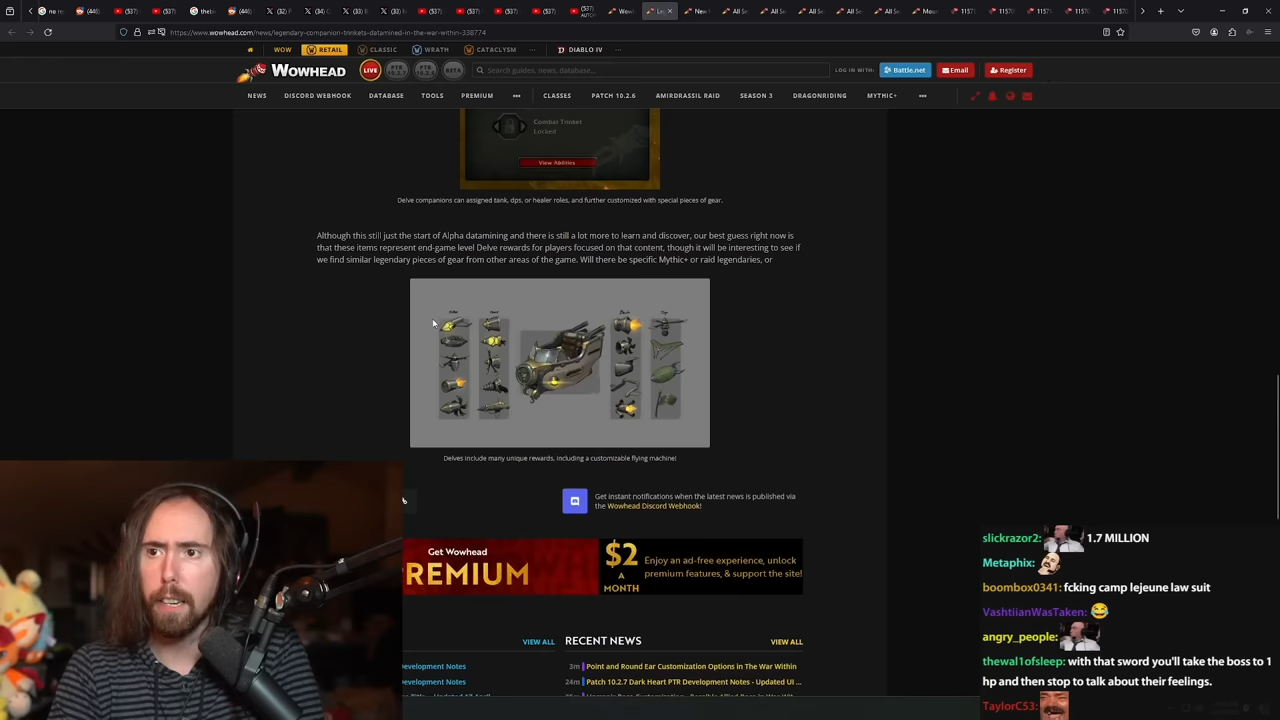 https://www.wowhead.com/news/legendary-companion-trinkets-datamined-in-the-war-within-338774
WOW RETAIL CLASSIC WRATH CATACLYSM ... DIABLO IV ...
WOWHEAD LIVE BETA Search guides, news, database... LOG IN WITH: Battle.net Email Register
NEWS DISCORD WEBHOOK DATABASE TOOLS PREMIUM ... CLASSES PATCH 10.2.6 AMIRDRASSIL RAID SEASON 3 DRAGONRIDING MYTHIC+ ...
Combat Trinket
Locked
View Abilities
Delve companions can assigned tank, dps, or healer roles, and further customized with special pieces of gear.
Although this still just the start of Alpha datamining and there is still a lot more to learn and discover, our best guess right now is
that these items represent end-game level Delve rewards for players focused on that content, though it will be interesting to see if
we find similar legendary pieces of gear from other areas of the game. Will there be specific Mythic+ or raid legendaries, or
Delves include many unique rewards, including a customizable flying machine!
Get instant notifications when the latest news is published via
the Wowhead Discord Webhook!
Get Wowhead
REMIUM
$2
A
MONTH
Enjoy an ad-free experience, unlock
premium features, & support the site!
VIEW ALL
RECENT NEWS VIEW ALL
Development Notes
3m Point and Round Ear Customization Options in The War Within
Development Notes
24m Patch 10.2.7 Dark Heart PTR Development Notes - Updated UI ...
slickrazor2: 1.7 MILLION
Metaphix:
boombox0341: fcking camp lejeune law suit
VashtiianWasTaken:
angry_people:
thewal1ofsleep: with that sword you'll take the boss to 1
hp and then stop to talk about their feelings.
TaylorC53: